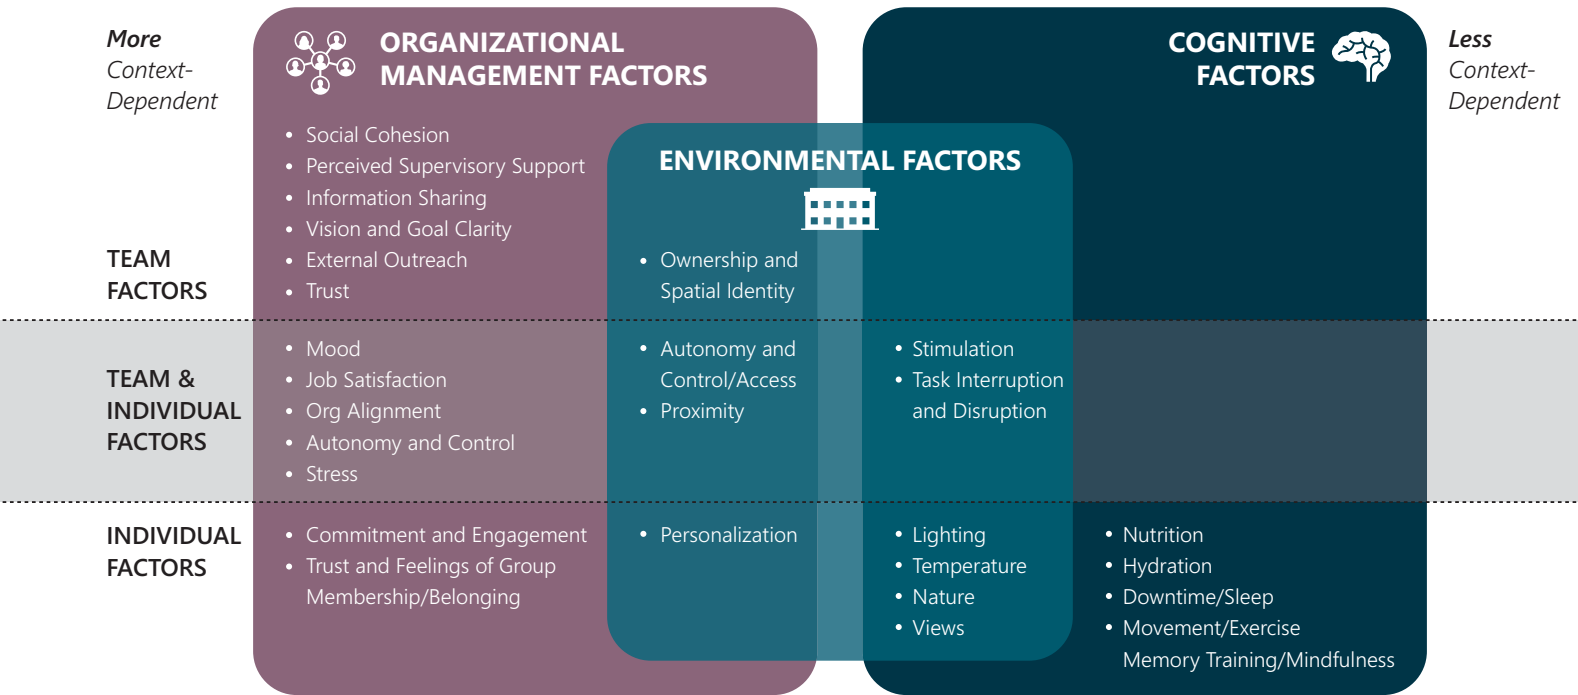 More
Context-
Dependent
ORGANIZATIONAL
MANAGEMENT FACTORS
COGNITIVE
FACTORS
Less
Context-
Dependent
ENVIRONMENTAL FACTORS
TEAM
FACTORS
• Social Cohesion
• Perceived Supervisory Support
• Information Sharing
• Vision and Goal Clarity
• External Outreach
• Trust
• Ownership and
Spatial Identity
TEAM &
INDIVIDUAL
FACTORS
• Mood
• Job Satisfaction
• Org Alignment
• Autonomy and Control
• Stress
• Autonomy and
Control/Access
• Proximity
• Stimulation
• Task Interruption
and Disruption
INDIVIDUAL
FACTORS
• Commitment and Engagement
• Trust and Feelings of Group
Membership/Belonging
• Personalization
• Lighting
• Temperature
• Nature
• Views
• Nutrition
• Hydration
• Downtime/Sleep
• Movement/Exercise
Memory Training/Mindfulness